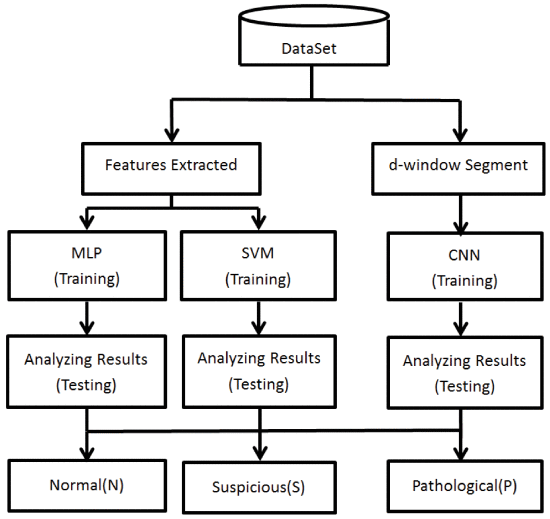 DataSet
Features Extracted
d-window Segment
MLP
(Training)
SVM
(Training)
CNN
(Training)
Analyzing Results
(Testing)
Analyzing Results
(Testing)
Analyzing Results
(Testing)
Normal(N)
Suspicious(S)
Pathological(P)